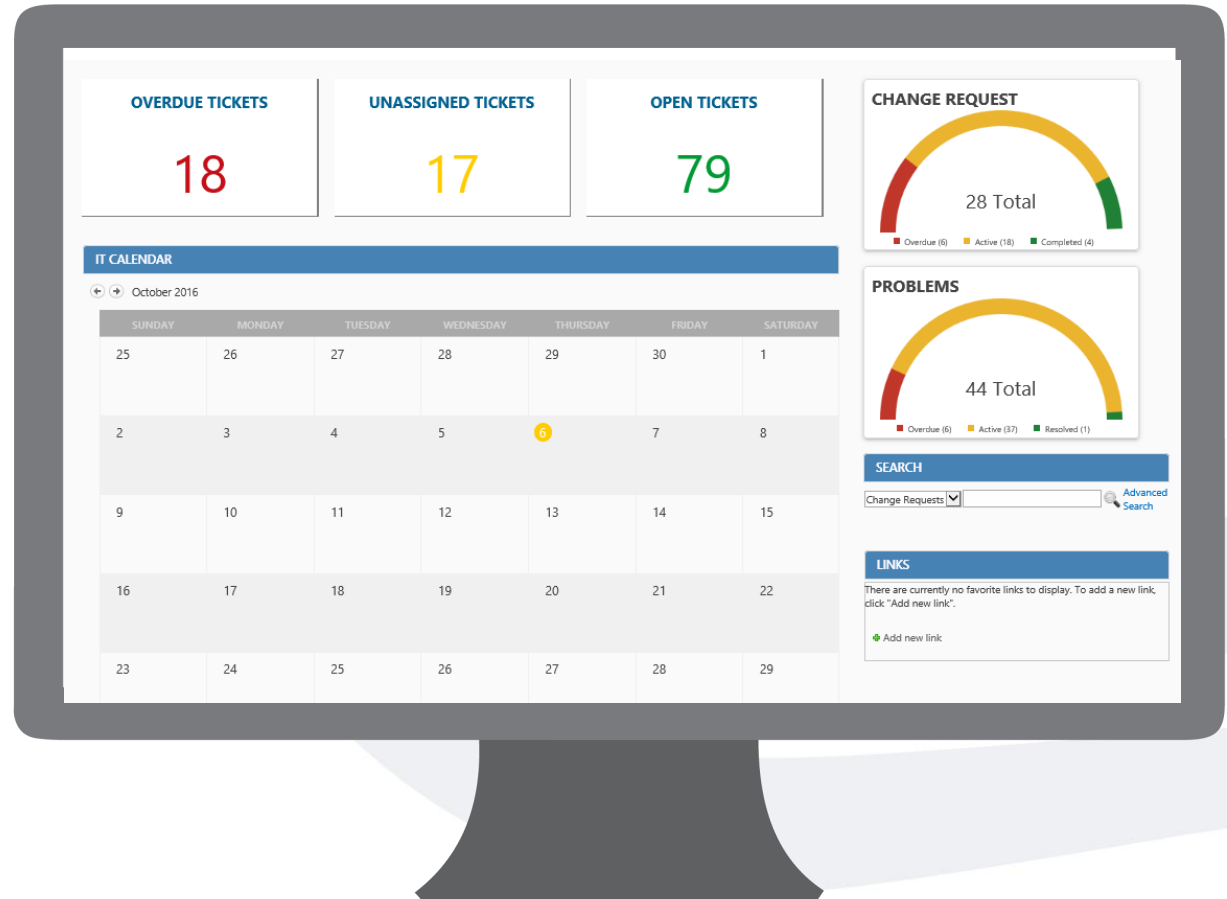 OVERDUE TICKETS
18
UNASSIGNED TICKETS
17
OPEN TICKETS
79
CHANGE REQUEST
28 Total
Overdue (6) Active (18) Completed (4)
IT CALENDAR
October 2016
SUNDAY MONDAY TUESDAY WEDNESDAY THURSDAY FRIDAY SATURDAY
25 26 27 28 29 30 1
2 3 4 5 6 7 8
9 10 11 12 13 14 15
16 17 18 19 20 21 22
23 24 25 26 27 28 29
PROBLEMS
44 Total
Overdue (6) Active (37) Resolved (1)
SEARCH
Change Requests
Advanced
Search
LINKS
There are currently no favorite links to display. To add a new link,
click "Add new link".
Add new link